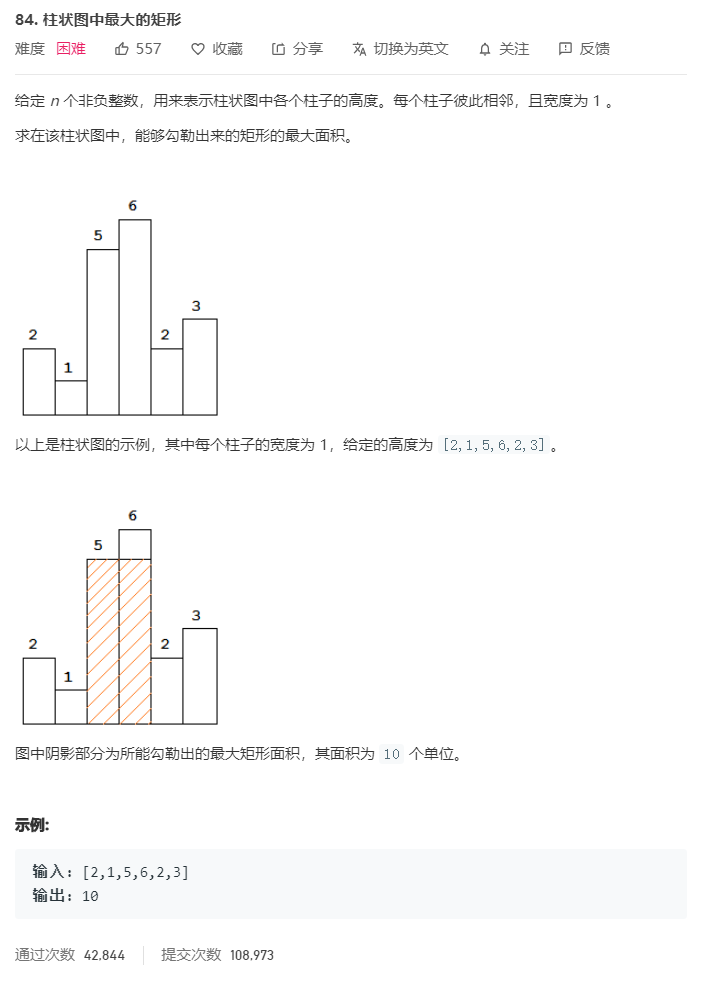 84. 柱状图中最大的矩形
难度 困难 557 收藏 分享 切换为英文 关注 反馈
给定 n 个非负整数，用来表示柱状图中各个柱子的高度。每个柱子彼此相邻，且宽度为 1 。
求在该柱状图中，能够勾勒出来的矩形的最大面积。
6
5
3
2
2
1
以上是柱状图的示例，其中每个柱子的宽度为 1，给定的高度为 [2,1,5,6,2,3]。
6
5
3
2
2
1
图中阴影部分为所能勾勒出的最大矩形面积，其面积为 10 个单位。
示例:
输入: [2,1,5,6,2,3]
输出: 10
通过次数 42,844 提交次数 108,973